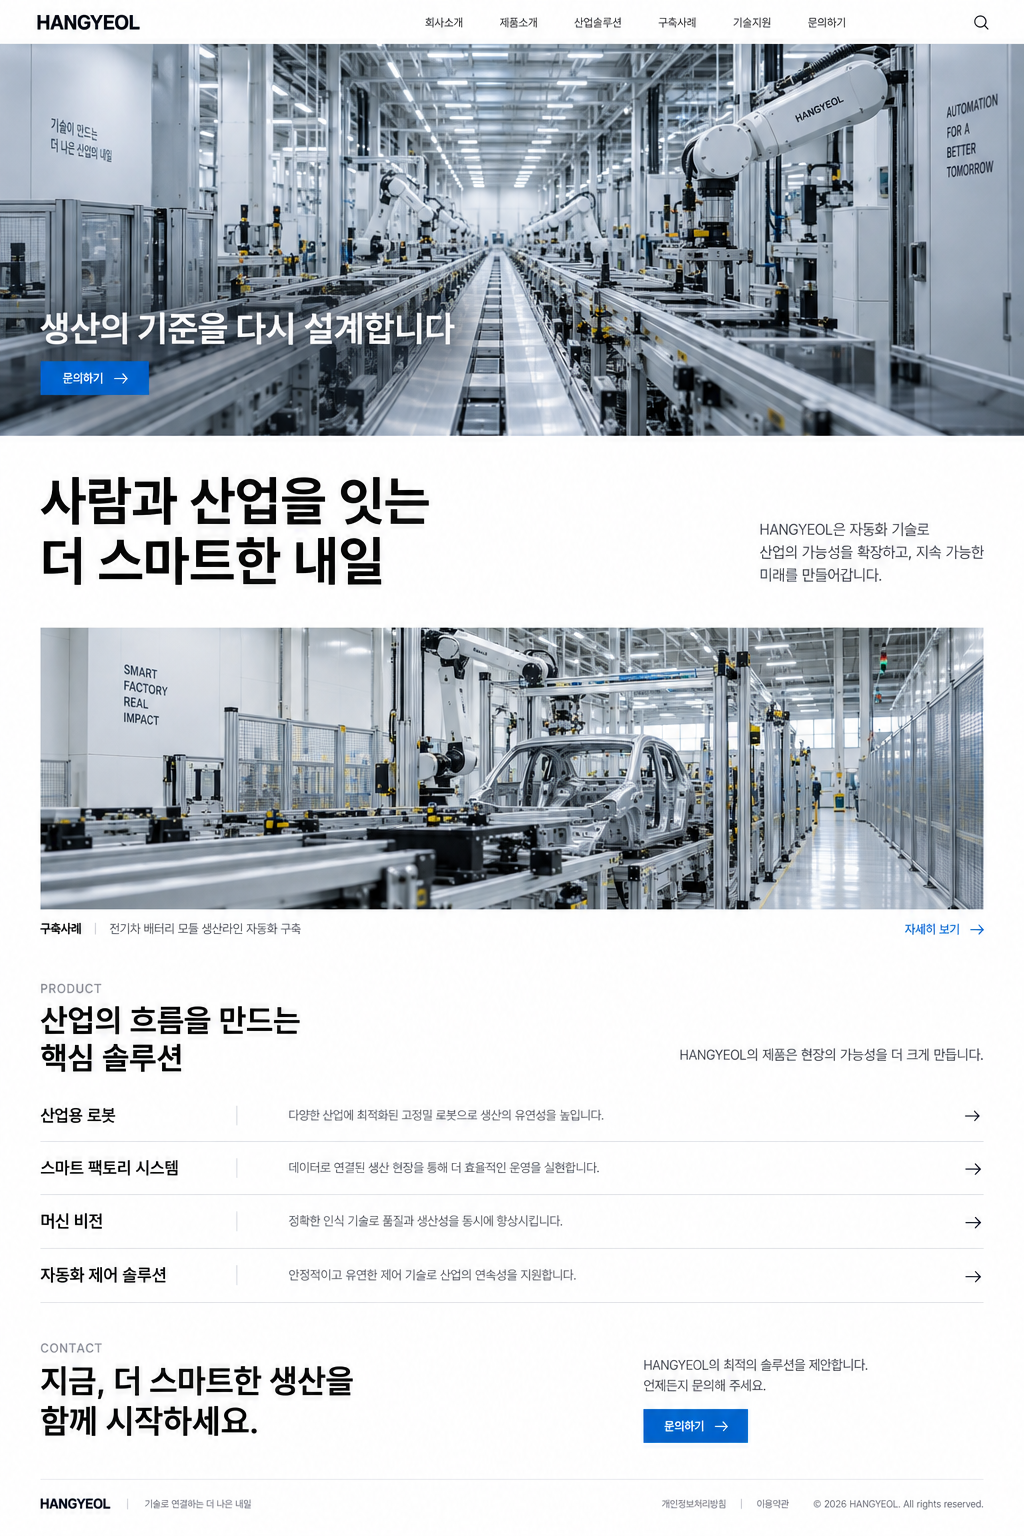 HANGYEOL
회사소개
제품소개
산업솔루션
구축사례
기술지원
문의하기
기술이 만드는
더 나은 산업의 내일
HANGYEOL
AUTOMATION
FOR A
BETTER
TOMORROW
생산의 기준을 다시 설계합니다
문의하기
사람과 산업을 잇는
더 스마트한 내일
HANGYEOL은 자동화 기술로
산업의 가능성을 확장하고, 지속 가능한
미래를 만들어갑니다.
SMART
FACTORY
REAL
IMPACT
구축사례
전기차 배터리 모듈 생산라인 자동화 구축
자세히 보기
PRODUCT
산업의 흐름을 만드는
핵심 솔루션
HANGYEOL의 제품은 현장의 가능성을 더 크게 만듭니다.
산업용 로봇
다양한 산업에 최적화된 고정밀 로봇으로 생산의 유연성을 높입니다.
스마트 팩토리 시스템
데이터로 연결된 생산 현장을 통해 더 효율적인 운영을 실현합니다.
머신 비전
정확한 인식 기술로 품질과 생산성을 동시에 향상시킵니다.
자동화 제어 솔루션
안정적이고 유연한 제어 기술로 산업의 연속성을 지원합니다.
CONTACT
지금, 더 스마트한 생산을
함께 시작하세요.
HANGYEOL의 최적의 솔루션을 제안합니다.
언제든지 문의해 주세요.
문의하기
HANGYEOL
기술로 연결하는 더 나은 내일
개인정보처리방침
이용약관
© 2026 HANGYEOL. All rights reserved.